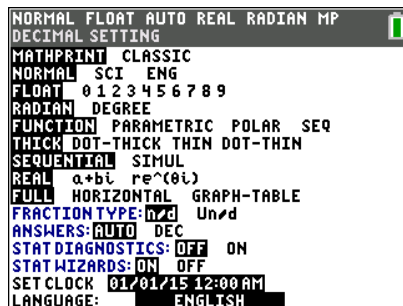 NORMAL FLOAT AUTO REAL RADIAN MP
DECIMAL SETTING
MATHPRINT CLASSIC
NORMAL SCI ENG
FLOAT 0 1 2 3 4 5 6 7 8 9
RADIAN DEGREE
FUNCTION PARAMETRIC POLAR SEQ
THICK DOT-THICK THIN DOT-THIN
SEQUENTIAL SIMUL
REAL a+bi re^(θi)
FULL HORIZONTAL GRAPH-TABLE
FRACTION TYPE: n/d Un/d
ANSWERS: AUTO DEC
STAT DIAGNOSTICS: OFF ON
STAT WIZARDS: ON OFF
SET CLOCK 01/01/15 12:00 AM
LANGUAGE: ENGLISH